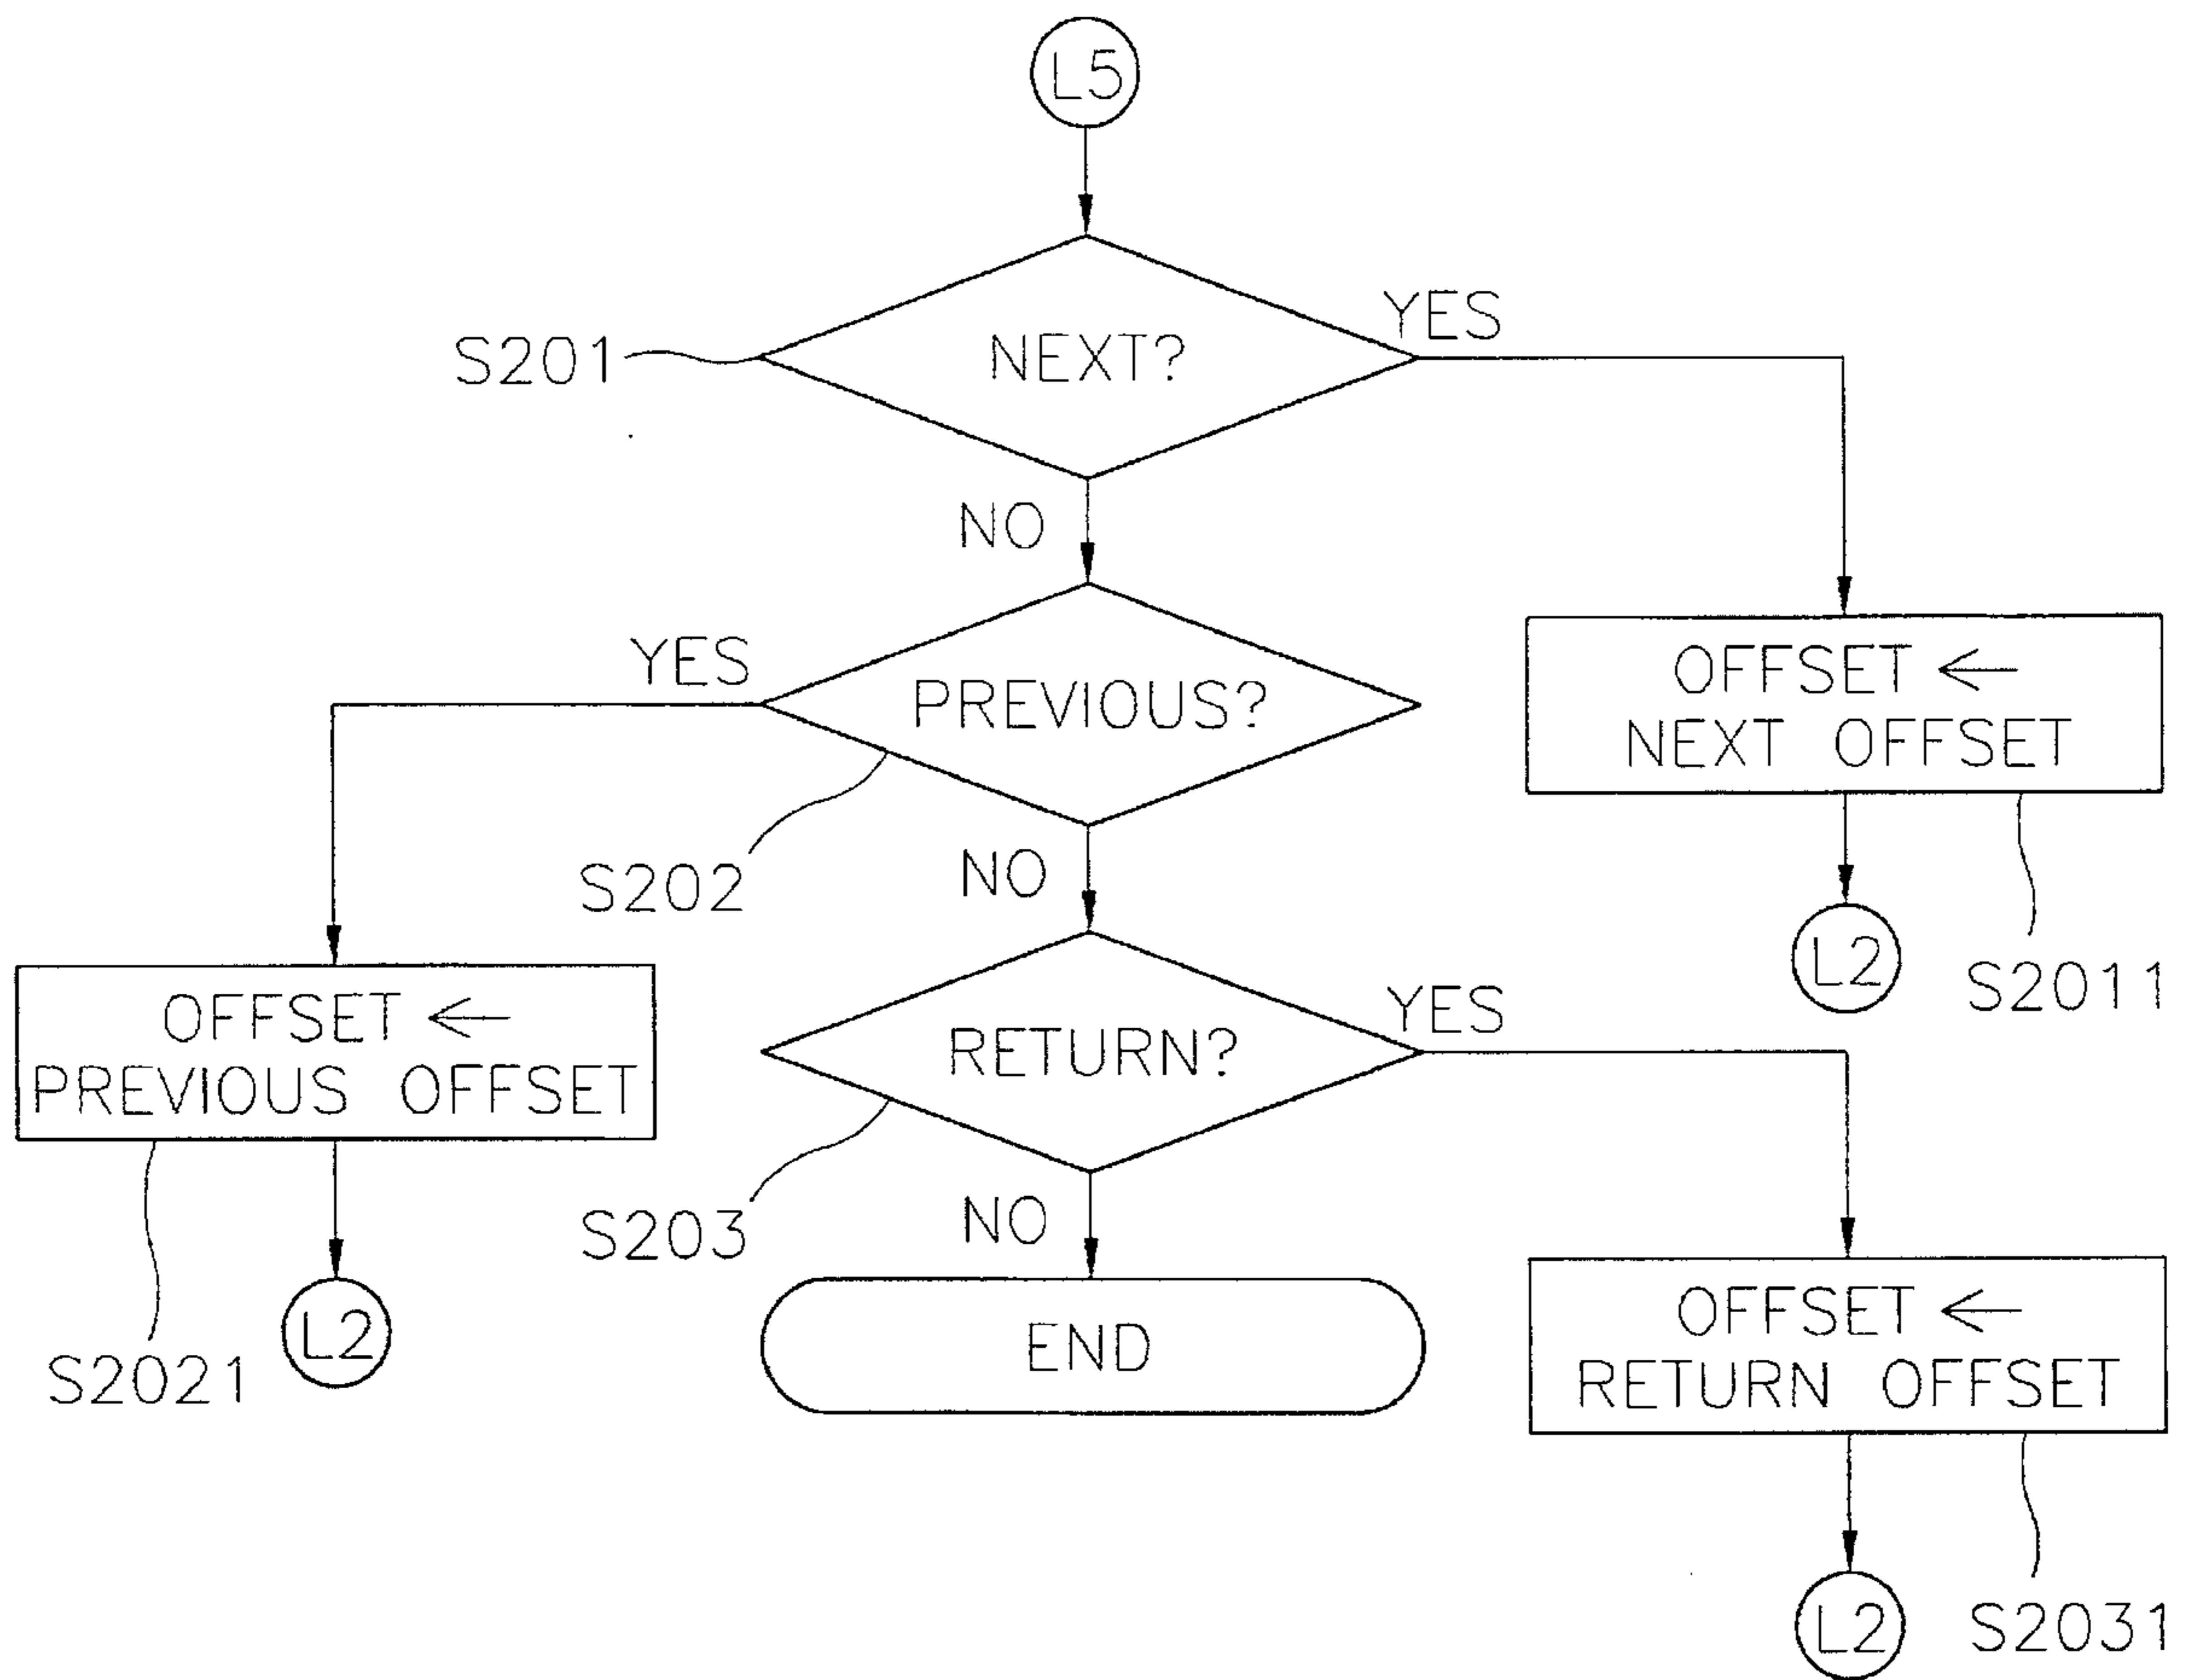 L5
YES
S201
NEXT?
NO
YES
PREVIOUS?
OFFSET ←
NEXT OFFSET
S202
NO
L2
S2011
OFFSET ←
PREVIOUS OFFSET
YES
RETURN?
S203
NO
L2
S2021
END
OFFSET ←
RETURN OFFSET
L2
S2031